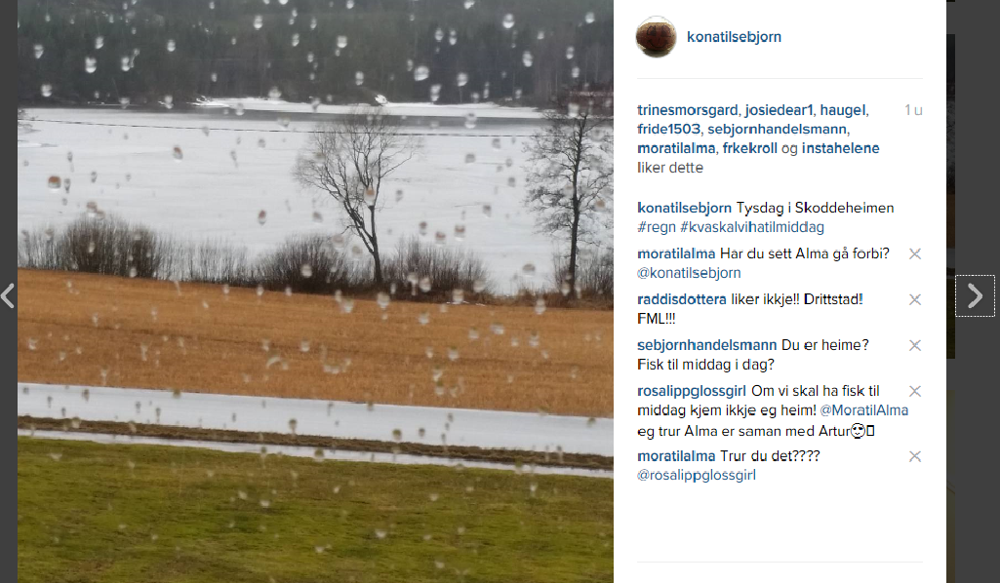 konatilsebjorn
trinesmorsgard, josiedear1, haugel, 1 u
fride1503, sebjornhandelsmann,
moratilalma, frkekroll og instahelene
liker dette
konatilsebjorn Tysdag i Skoddeheimen
#regn #kvaskalvihatilmiddag
moratilalma Har du sett Alma gå forbi?
@konatilsebjorn
raddisdottera liker ikkje!! Drittstad!
FML!!!
sebjornhandelsmann Du er heime?
Fisk til middag i dag?
rosalippglossgirl Om vi skal ha fisk til
middag kjem ikkje eg heim! @MoratilAlma
eg trur Alma er saman med Artur
moratilalma Trur du det????
@rosalippglossgirl